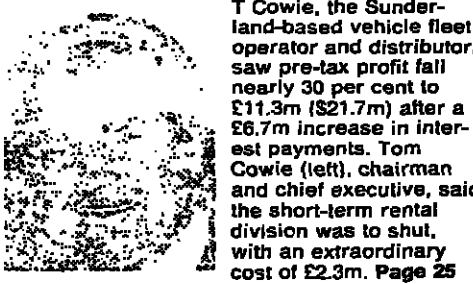 T Cowie, the Sunder-
land-based vehicle fleet
operator and distributor,
saw pre-tax profit fall
nearly 30 per cent to
£11.3m ($21.7m) after a
£6.7m increase in inter-
est payments. Tom
Cowie (left), chairman
and chief executive, said
the short-term rental
division was to shut,
with an extraordinary
cost of £2.3m. Page 25